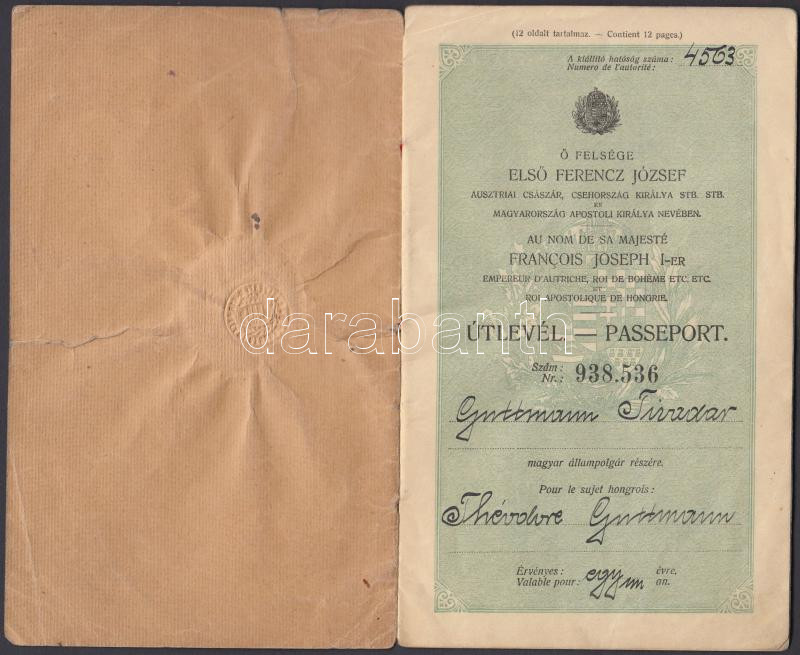 (12 oldalt tartalmaz. — Contient 12 pages.)
A kiállító hatóság száma: 4563
Numero de l'autorité:
Ő FELSÉGE
ELSŐ FERENCZ JÓZSEF
AUSZTRIAI CSÁSZÁR, CSEHORSZÁG KIRÁLYA STB. STB.
ÉS
MAGYARORSZÁG APOSTOLI KIRÁLYA NEVÉBEN.
AU NOM DE SA MAJESTÉ
FRANÇOIS JOSEPH I-ER
EMPEREUR D'AUTRICHE, ROI DE BOHÊME ETC. ETC.
ET
ROI APOSTOLIQUE DE HONGRIE.
darabanth
ÚTLEVÉL. PASSEPORT.
Szám:
Nr.: 938.536
Guttmann Tivadar
magyar állampolgár részére.
Pour le sujet hongrois:
Théodore Guttmann
Érvényes: egy évre.
Valable pour: un an.